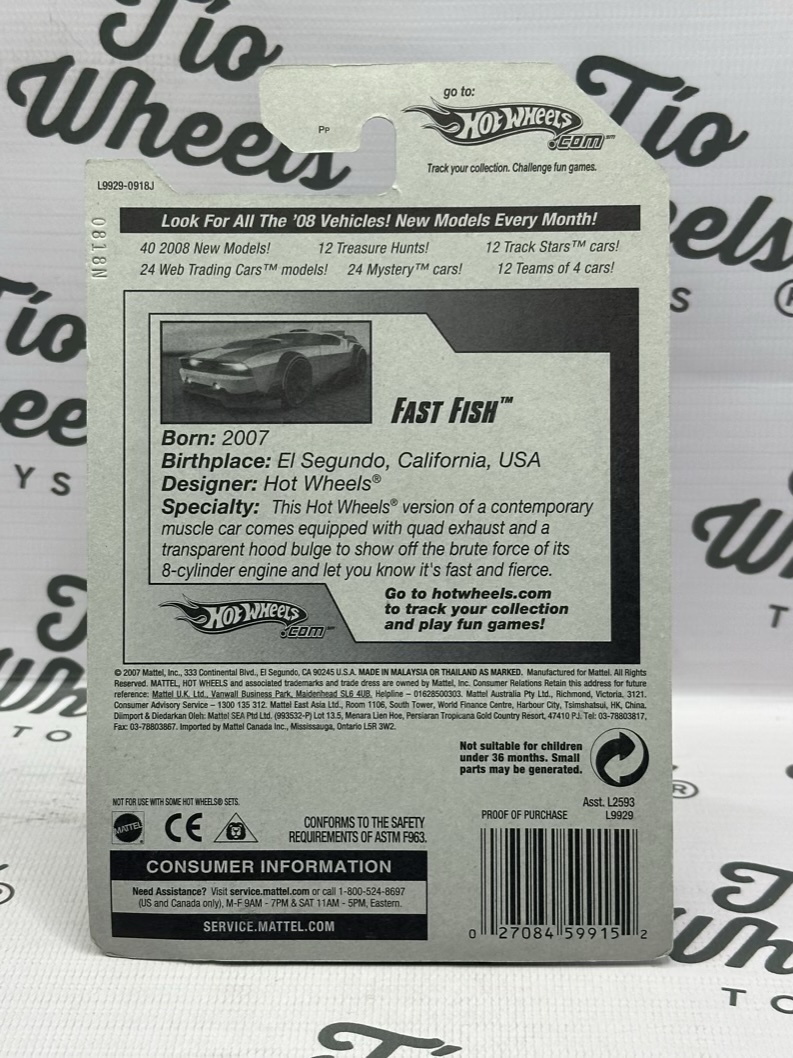 Tío
Wheels
Tío
eels
S ®
Tío
ee
Y S
W
T
T O
T
Wh
T O
go to:
HOT WHEELS
.COM℠
Track your collection. Challenge fun games.
PP
L9929-0918J
0818N
Look For All The '08 Vehicles! New Models Every Month!
40 2008 New Models! 12 Treasure Hunts! 12 Track Stars™ cars!
24 Web Trading Cars™ models! 24 Mystery™ cars! 12 Teams of 4 cars!
FAST FISH™
Born: 2007
Birthplace: El Segundo, California, USA
Designer: Hot Wheels®
Specialty: This Hot Wheels® version of a contemporary
muscle car comes equipped with quad exhaust and a
transparent hood bulge to show off the brute force of its
8-cylinder engine and let you know it's fast and fierce.
HOT WHEELS
.COM℠
Go to hotwheels.com
to track your collection
and play fun games!
© 2007 Mattel, Inc., 333 Continental Blvd., El Segundo, CA 90245 U.S.A. MADE IN MALAYSIA OR THAILAND AS MARKED. Manufactured for Mattel. All Rights
Reserved. MATTEL, HOT WHEELS and associated trademarks and trade dress are owned by Mattel, Inc. Consumer Relations Retain this address for future
reference: Mattel U.K. Ltd., Vanwall Business Park, Maidenhead SL6 4UB. Helpline – 01628500303. Mattel Australia Pty Ltd., Richmond, Victoria. 3121.
Consumer Advisory Service – 1300 135 312. Mattel East Asia Ltd., Room 1106, South Tower, World Finance Centre, Harbour City, Tsimshatsui, HK, China.
Diimport & Diedarkan Oleh: Mattel SEA Ptd Ltd. (993532-P) Lot 13.5, Menara Lien Hoe, Persiaran Tropicana Gold Country Resort, 47410 PJ. Tel: 03-78803817,
Fax: 03-78803867. Imported by Mattel Canada Inc., Mississauga, Ontario L5R 3W2.
Not suitable for children
under 36 months. Small
parts may be generated.
NOT FOR USE WITH SOME HOT WHEELS® SETS.
MATTEL CE
CONFORMS TO THE SAFETY
REQUIREMENTS OF ASTM F963.
Asst. L2593
PROOF OF PURCHASE L9929
CONSUMER INFORMATION
Need Assistance? Visit service.mattel.com or call 1-800-524-8697
(US and Canada only), M-F 9AM - 7PM & SAT 11AM - 5PM, Eastern.
SERVICE.MATTEL.COM
0 27084 59915 2